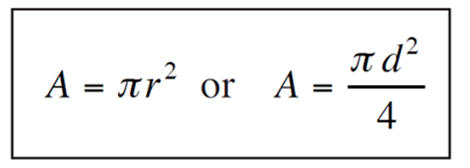 A = πr² or A = πd²/4